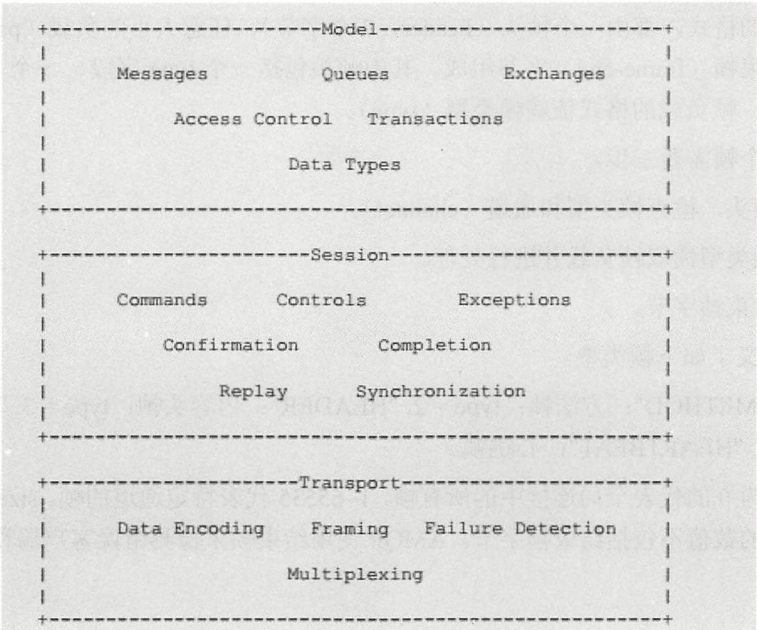 +------------------------Model------------------------+
| Messages Queues Exchanges |
| Access Control Transactions |
| Data Types |
+-----------------------------------------------------+
+-----------------------Session-----------------------+
| Commands Controls Exceptions |
| Confirmation Completion |
| Replay Synchronization |
+-----------------------------------------------------+
+----------------------Transport----------------------+
| Data Encoding Framing Failure Detection |
| Multiplexing |
+-----------------------------------------------------+